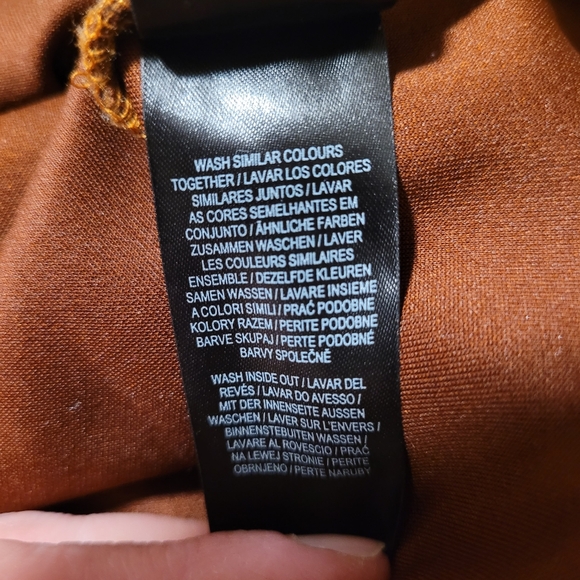 WASH SIMILAR COLOURS
TOGETHER / LAVAR LOS COLORES
SIMILARES JUNTOS / LAVAR
AS CORES SEMELHANTES EM
CONJUNTO / ÄHNLICHE FARBEN
ZUSAMMEN WASCHEN / LAVER
LES COULEURS SIMILAIRES
ENSEMBLE / DEZELFDE KLEUREN
SAMEN WASSEN / LAVARE INSIEME
A COLORI SIMILI / PRAĆ PODOBNE
KOLORY RAZEM / PERITE PODOBNE
BARVE SKUPAJ / PERTE PODOBNÉ
BARVY SPOLEČNĚ
WASH INSIDE OUT / LAVAR DEL
REVÉS / LAVAR DO AVESSO /
MIT DER INNENSEITE AUSSEN
WASCHEN / LAVER SUR L'ENVERS /
BINNENSTEBUITEN WASSEN /
LAVARE AL ROVESCIO / PRAĆ
NA LEWEJ STRONIE / PERITE
OBRNJENO / PERTE NARUBY